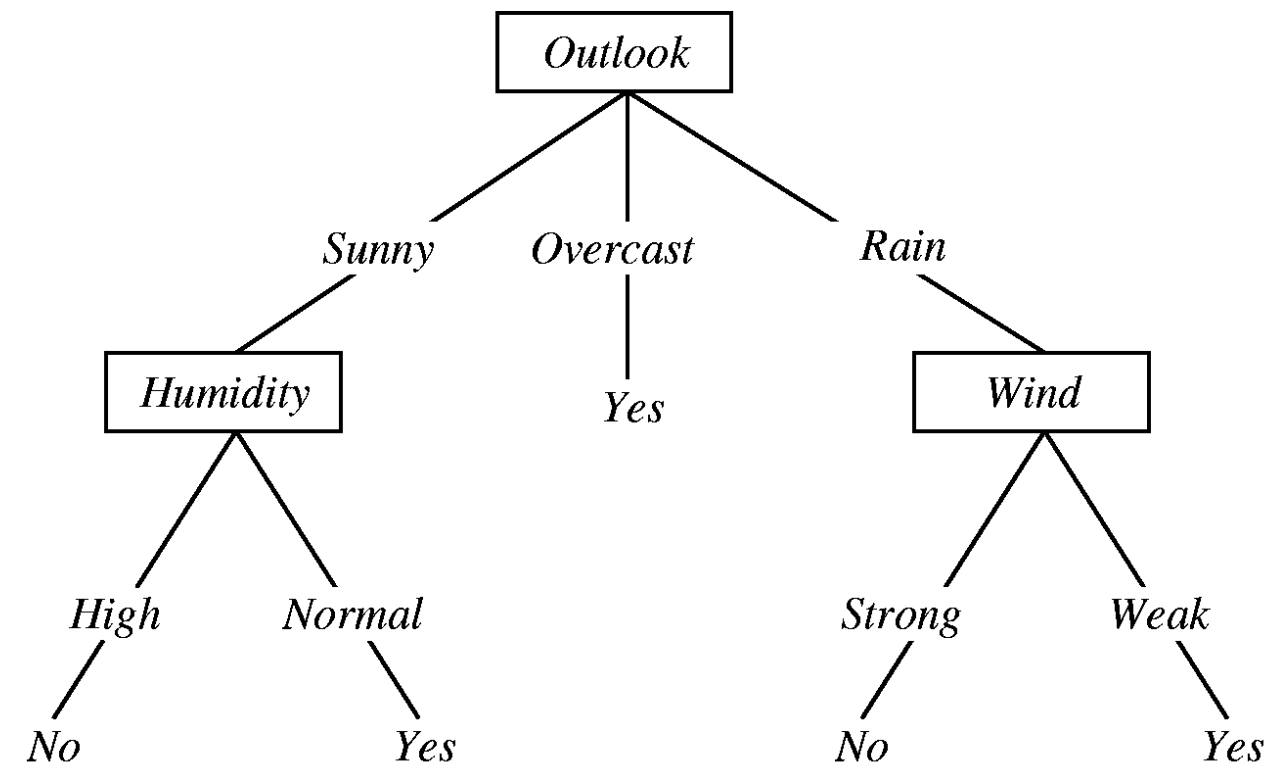 Outlook
Sunny Overcast Rain
Humidity Yes Wind
High Normal Strong Weak
No Yes No Yes